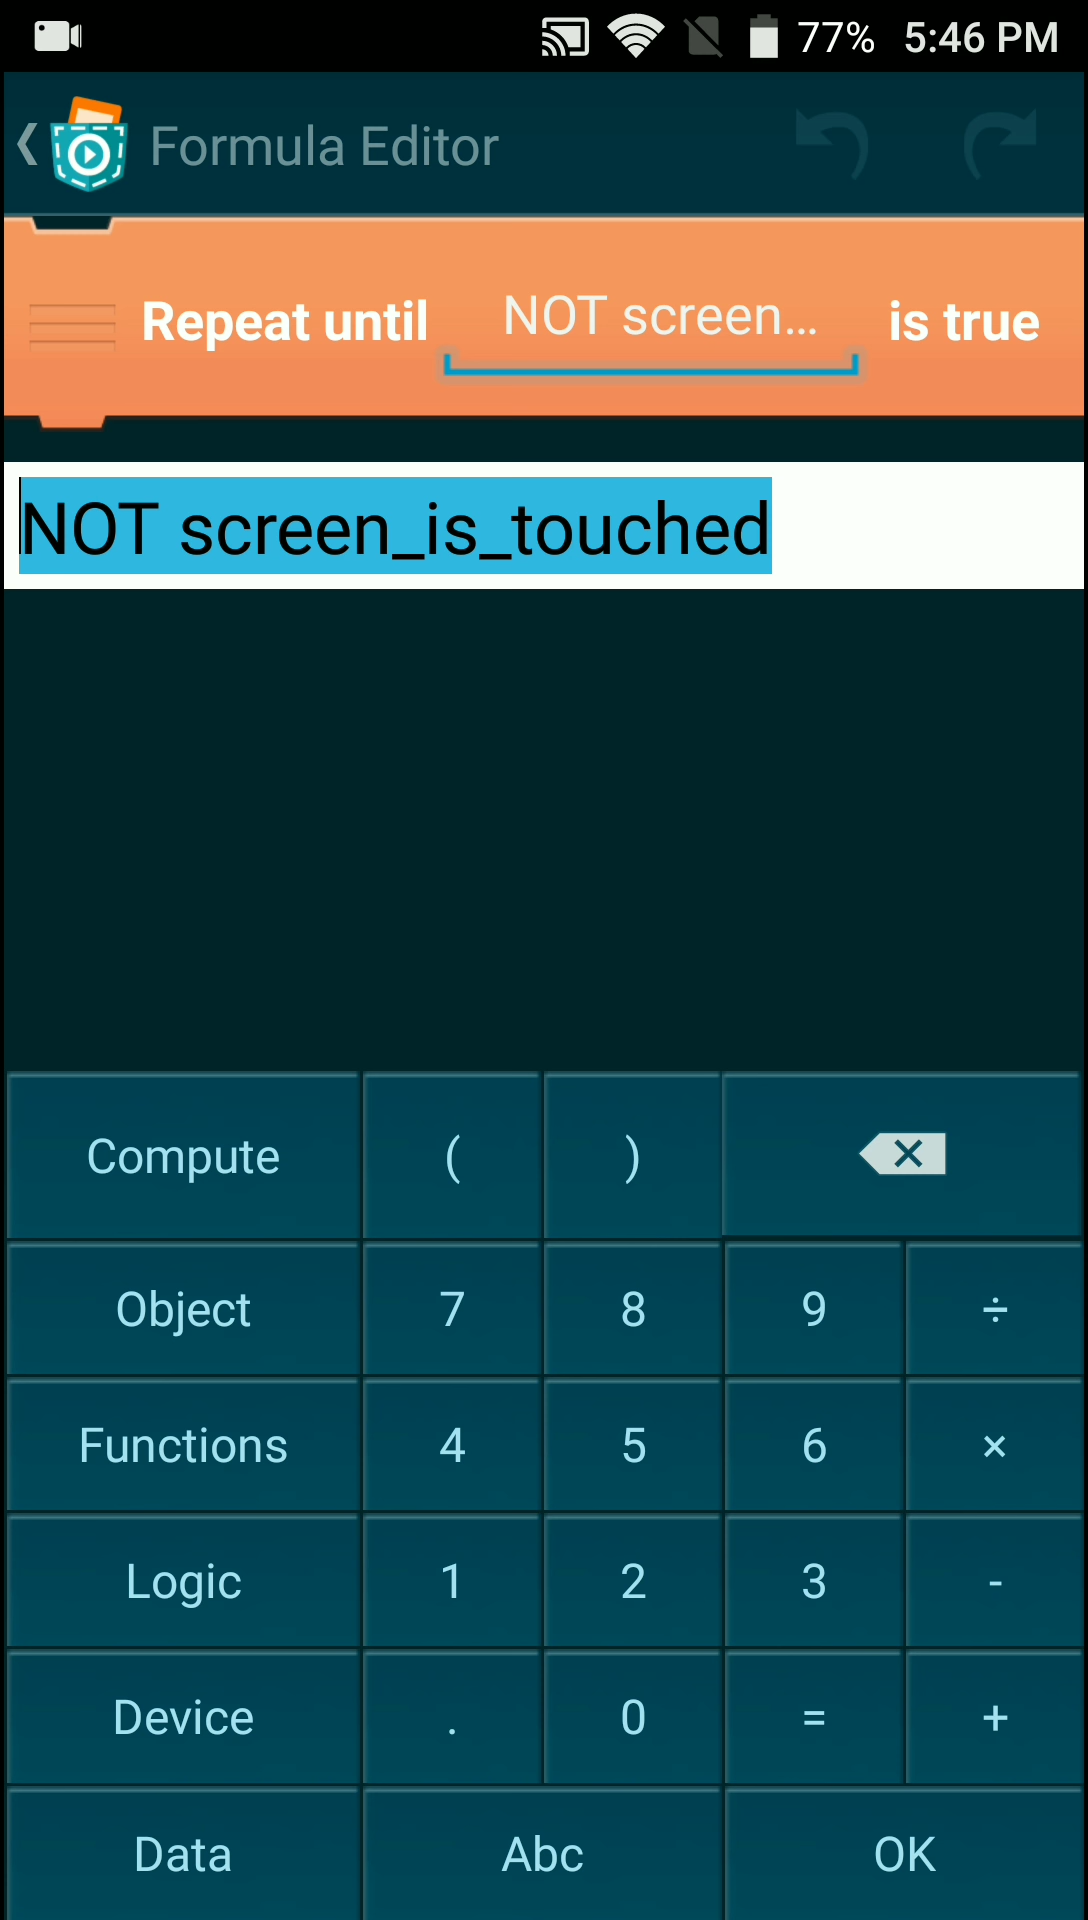 77% 5:46 PM
Formula Editor
Repeat until NOT screen... is true
NOT screen_is_touched
Compute ( )
Object 7 8 9 ÷
Functions 4 5 6 ×
Logic 1 2 3 -
Device . 0 = +
Data Abc OK